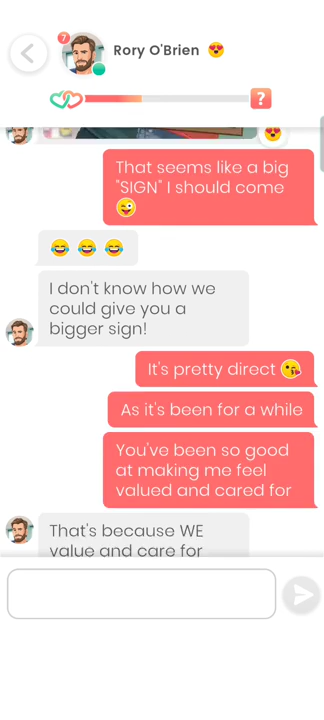 7
Rory O'Brien 😍
?
That seems like a big
"SIGN" I should come
😜
😂 😂 😂
I don't know how we
could give you a
bigger sign!
It's pretty direct 😘
As it's been for a while
You've been so good
at making me feel
valued and cared for
That's because WE
value and care for